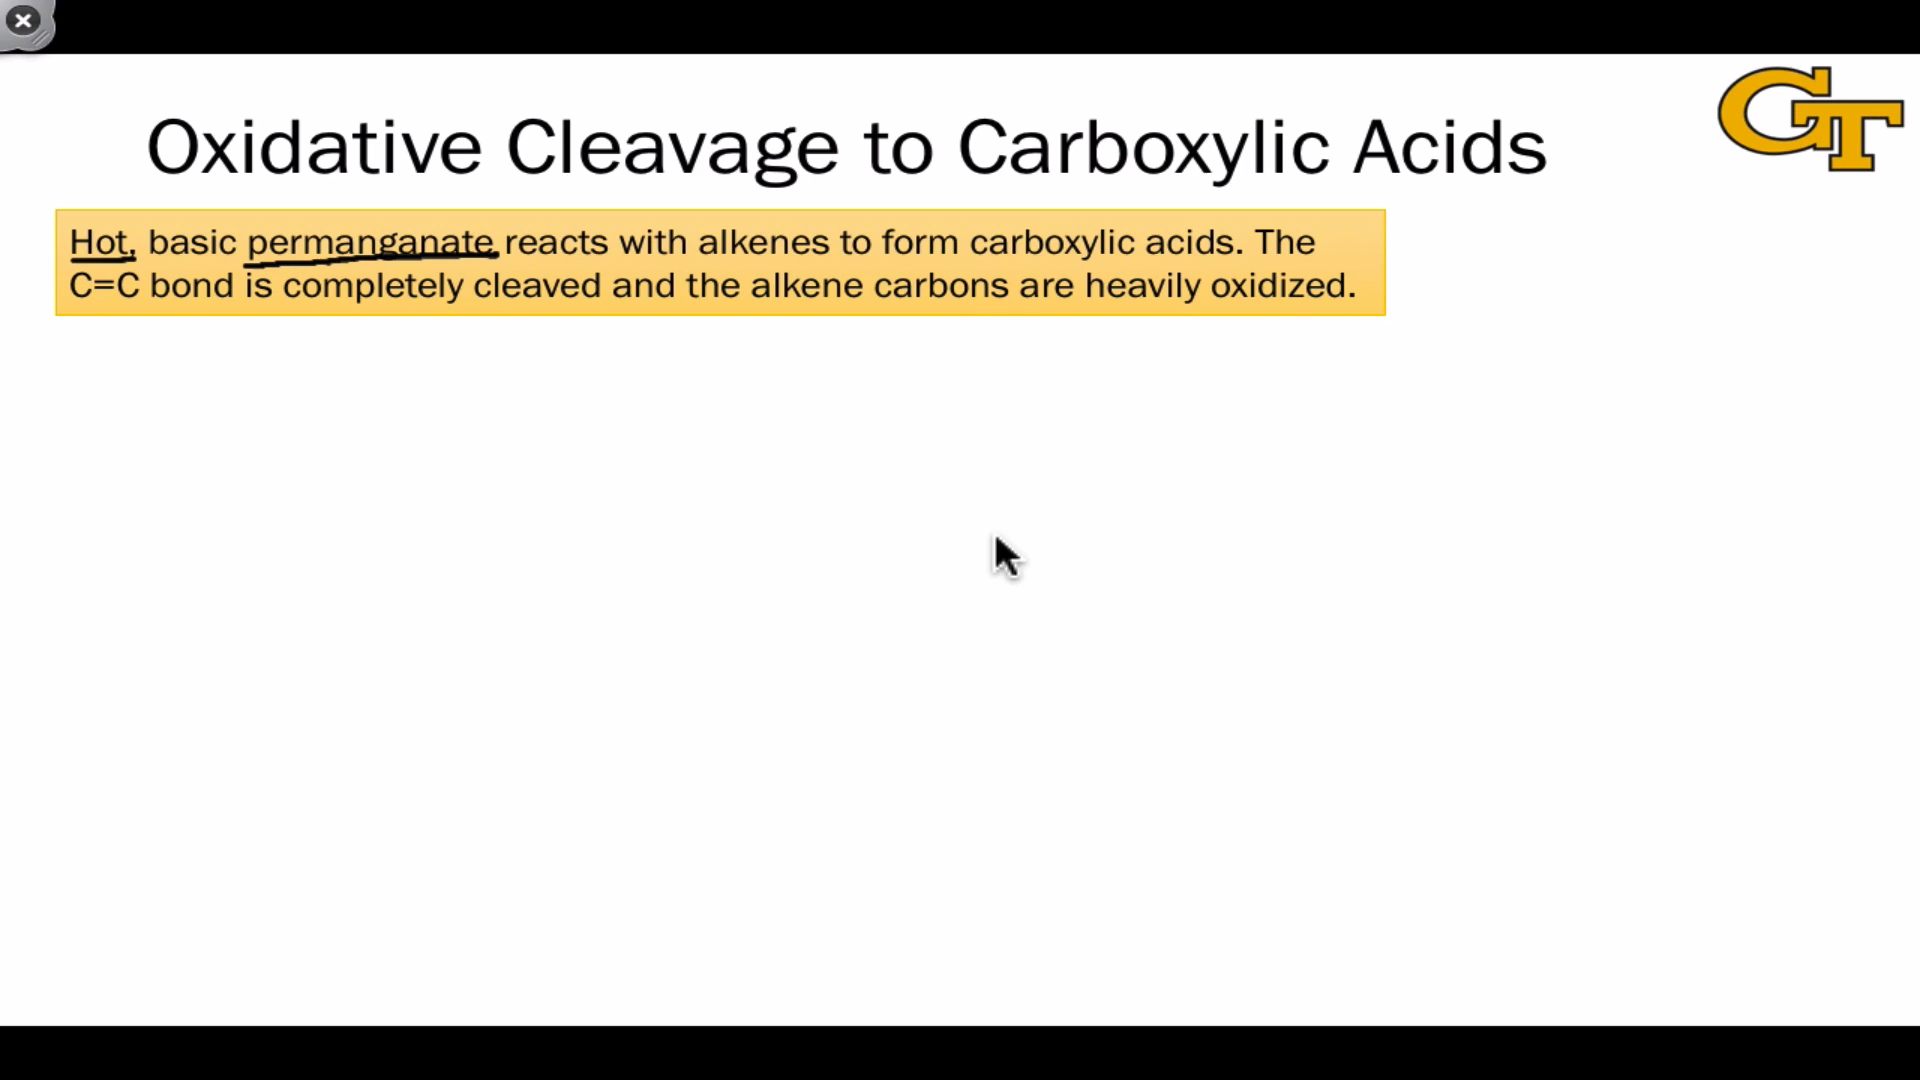 GT
Oxidative Cleavage to Carboxylic Acids
Hot, basic permanganate reacts with alkenes to form carboxylic acids. The
C=C bond is completely cleaved and the alkene carbons are heavily oxidized.